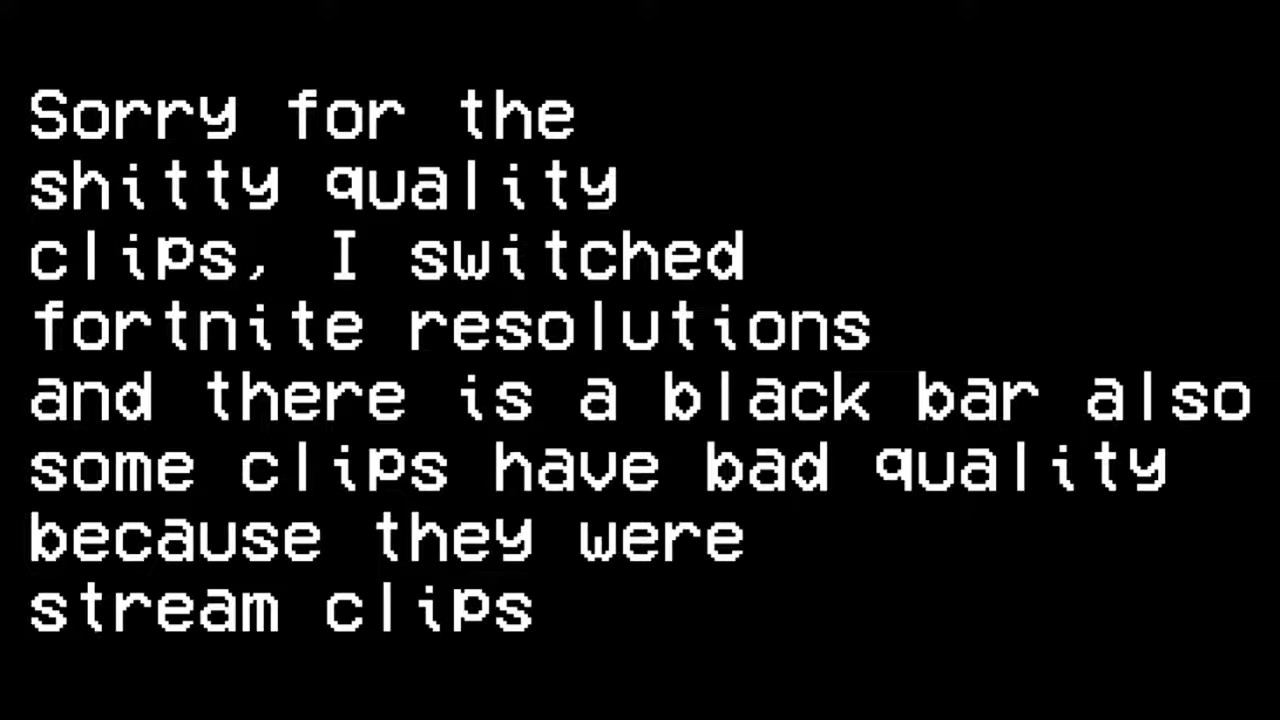 Sorry for the
shitty quality
clips, I switched
fortnite resolutions
and there is a black bar also
some clips have bad quality
because they were
stream clips